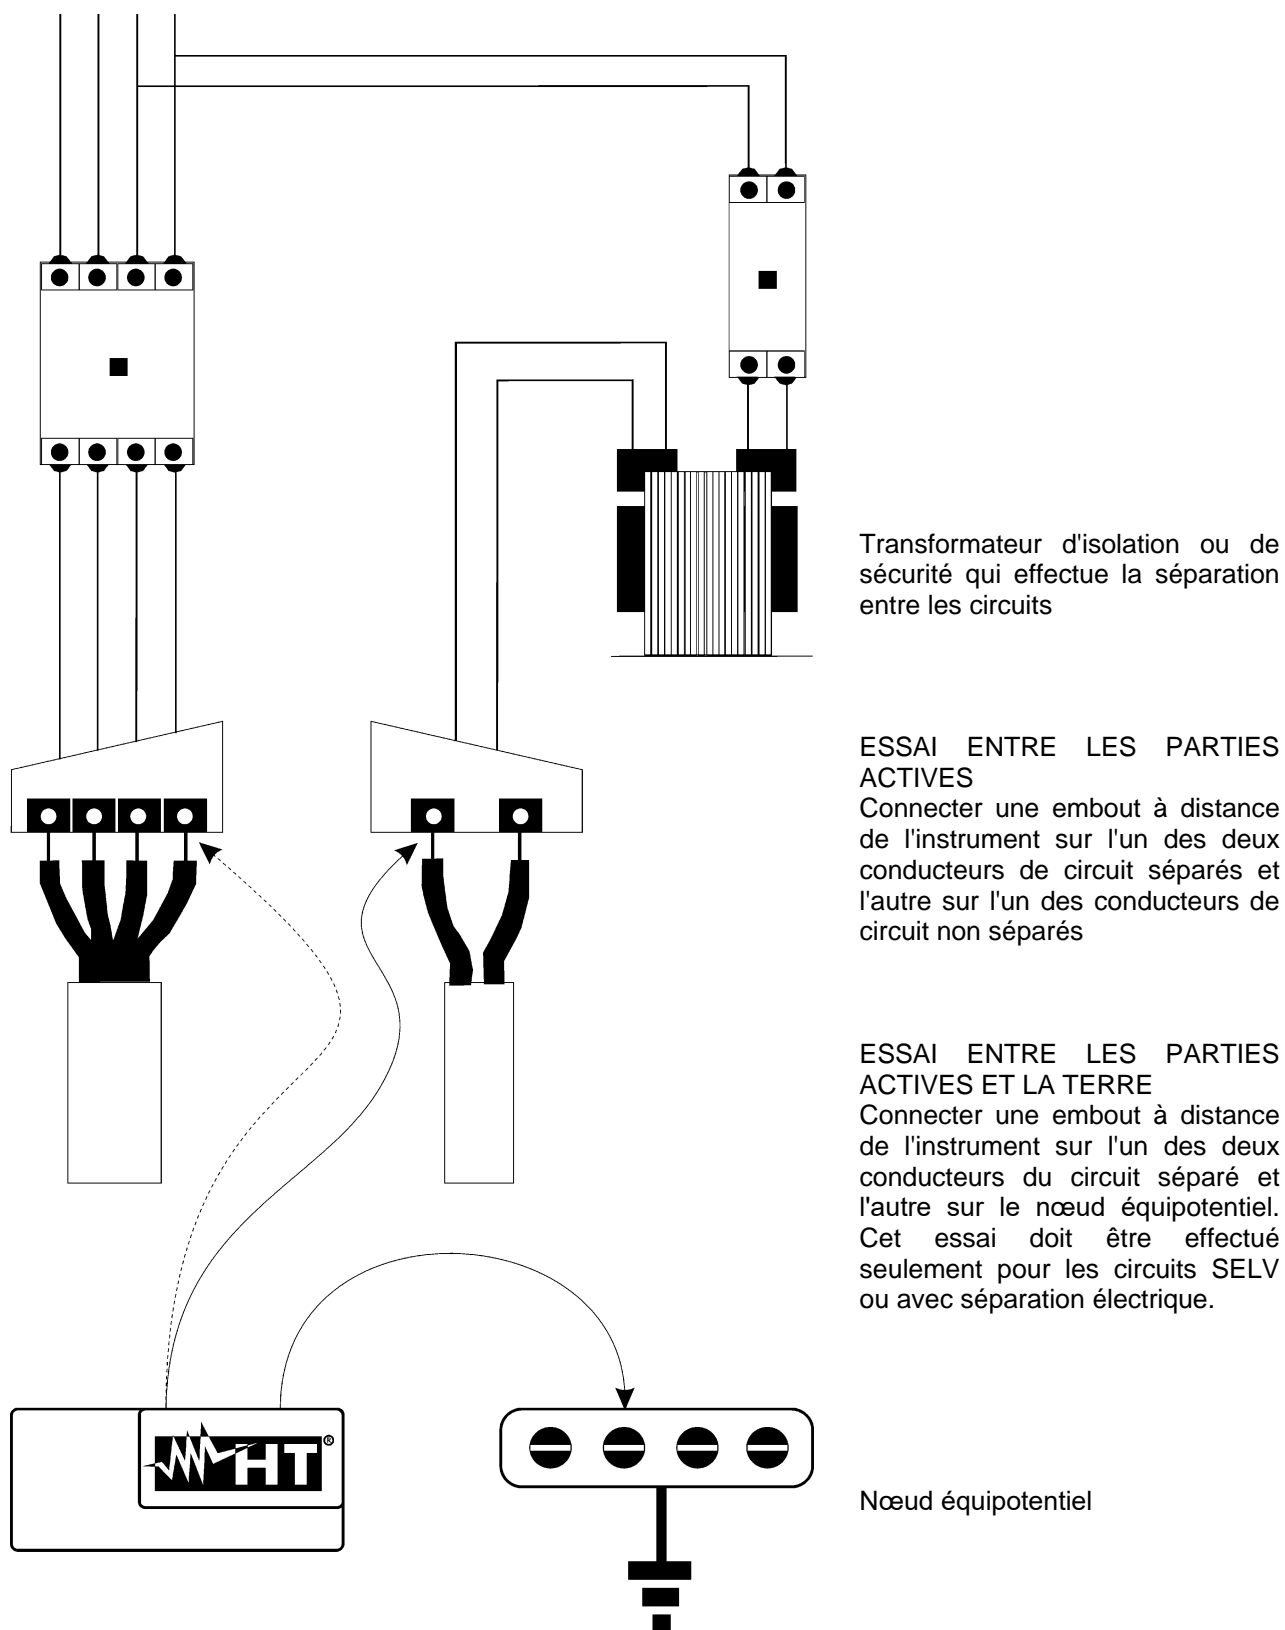 Transformateur d'isolation ou de
sécurité qui effectue la séparation
entre les circuits
ESSAI ENTRE LES PARTIES
ACTIVES
Connecter une embout à distance
de l'instrument sur l'un des deux
conducteurs de circuit séparés et
l'autre sur l'un des conducteurs de
circuit non séparés
ESSAI ENTRE LES PARTIES
ACTIVES ET LA TERRE
Connecter une embout à distance
de l'instrument sur l'un des deux
conducteurs du circuit séparé et
l'autre sur le nœud équipotentiel.
Cet essai doit être effectué
seulement pour les circuits SELV
ou avec séparation électrique.
HT®
Nœud équipotentiel